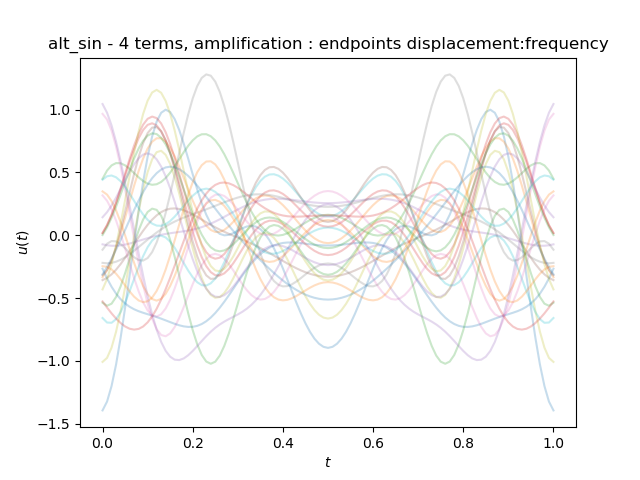 alt_sin - 4 terms, amplification : endpoints displacement:frequency
1.0
0.5
0.0
−0.5
−1.0
−1.5
u(t)
0.0 0.2 0.4 0.6 0.8 1.0
t